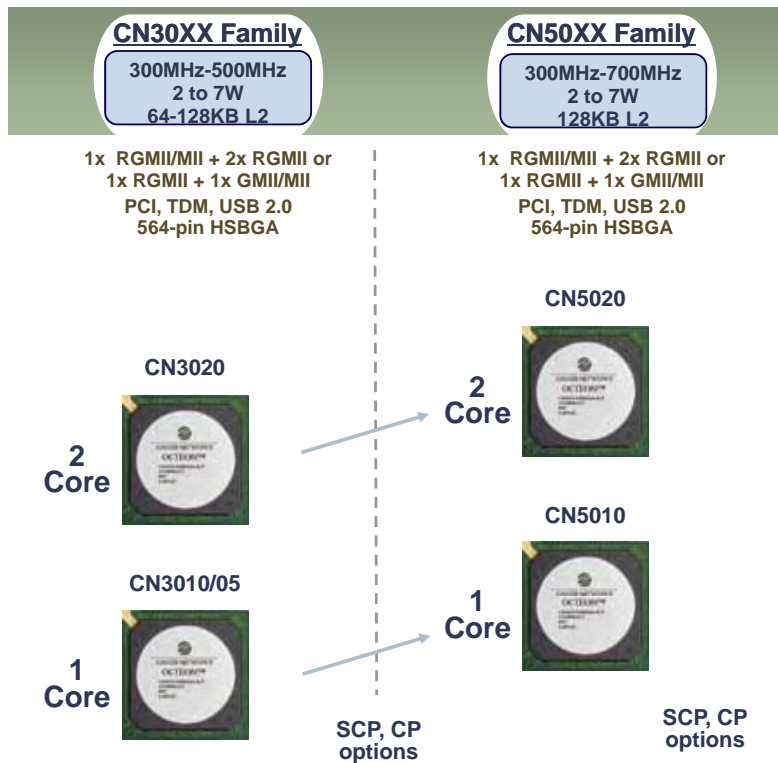 CN30XX Family
300MHz-500MHz
2 to 7W
64-128KB L2
1x RGMII/MII + 2x RGMII or
1x RGMII + 1x GMII/MII
PCI, TDM, USB 2.0
564-pin HSBGA
CN3020
2
Core
OCTEON™
CN3010/05
1
Core
OCTEON™
SCP, CP
options
CN50XX Family
300MHz-700MHz
2 to 7W
128KB L2
1x RGMII/MII + 2x RGMII or
1x RGMII + 1x GMII/MII
PCI, TDM, USB 2.0
564-pin HSBGA
CN5020
2
Core
OCTEON™
CN5010
1
Core
OCTEON™
SCP, CP
options